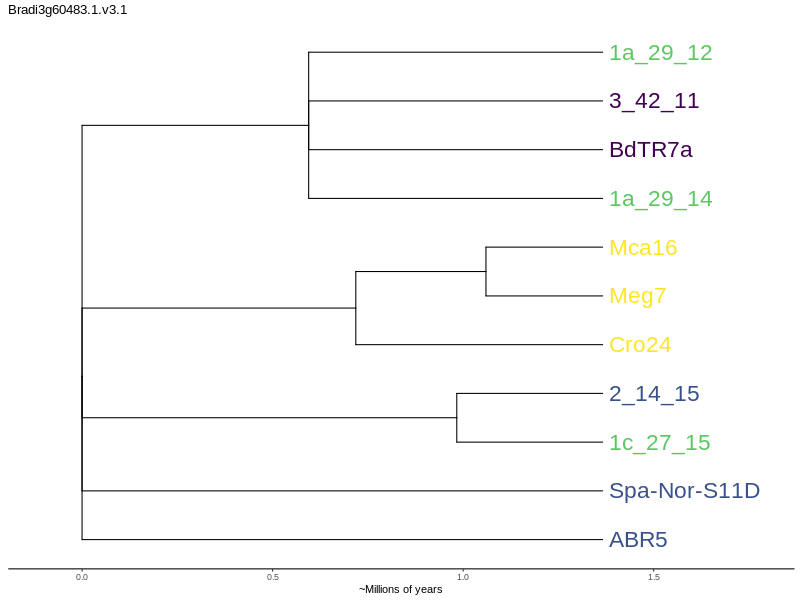 Bradi3g60483.1.v3.1
1a_29_12
3_42_11
BdTR7a
1a_29_14
Mca16
Meg7
Cro24
2_14_15
1c_27_15
Spa-Nor-S11D
ABR5
0.0 0.5 1.0 1.5
~Millions of years